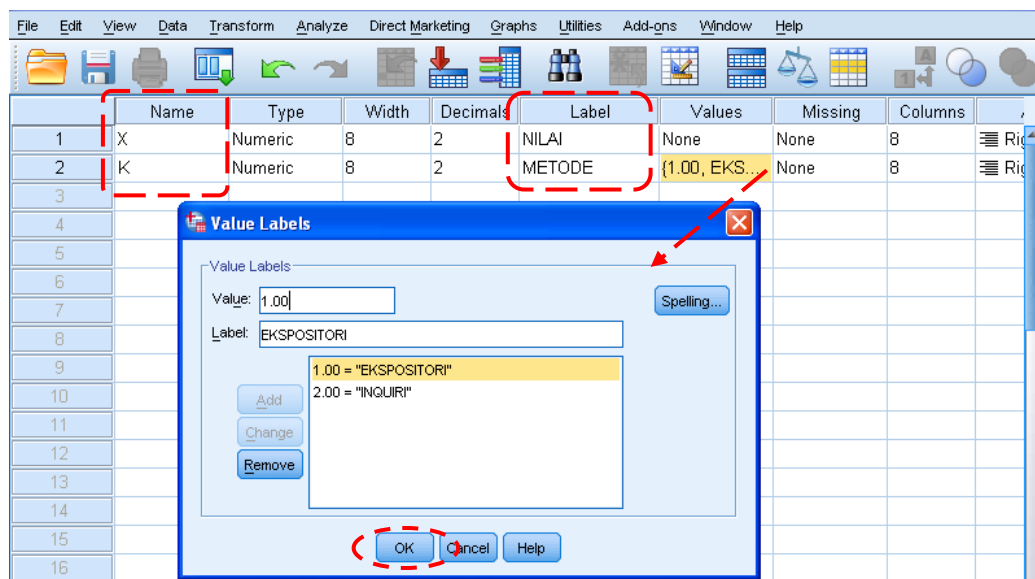 File Edit View Data Transform Analyze Direct Marketing Graphs Utilities Add-ons Window Help
Name Type Width Decimals Label Values Missing Columns
1 X Numeric 8 2 NILAI None None 8 Rig
2 K Numeric 8 2 METODE {1.00, EKS... None 8 Rig
3
4
5
6
7
8
9
10
11
12
13
14
15
16
Value Labels
Value Labels
Value: 1.00
Spelling...
Label: EKSPOSITORI
1.00 = "EKSPOSITORI"
2.00 = "INQUIRI"
Add
Change
Remove
OK Cancel Help